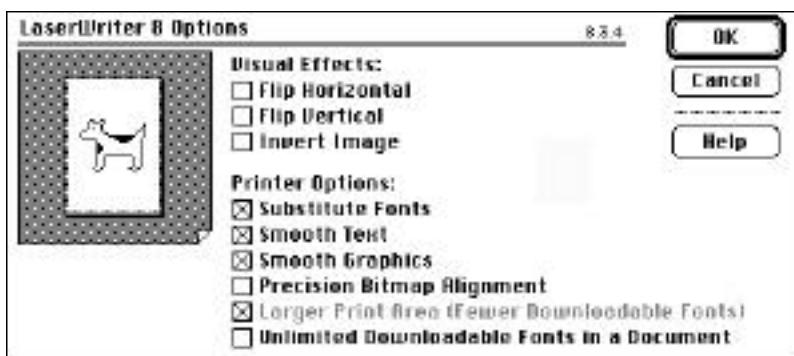 LaserWriter 8 Options
8.3.4
OK
Cancel
Help
Visual Effects:
Flip Horizontal
Flip Vertical
Invert Image
Printer Options:
Substitute Fonts
Smooth Text
Smooth Graphics
Precision Bitmap Alignment
Larger Print Area (Fewer Downloadable Fonts)
Unlimited Downloadable Fonts in a Document